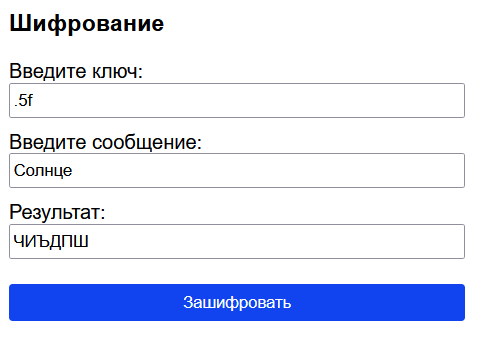 Шифрование
Введите ключ:
.5f
Введите сообщение:
Солнце
Результат:
ЧИЪДПШ
Зашифровать